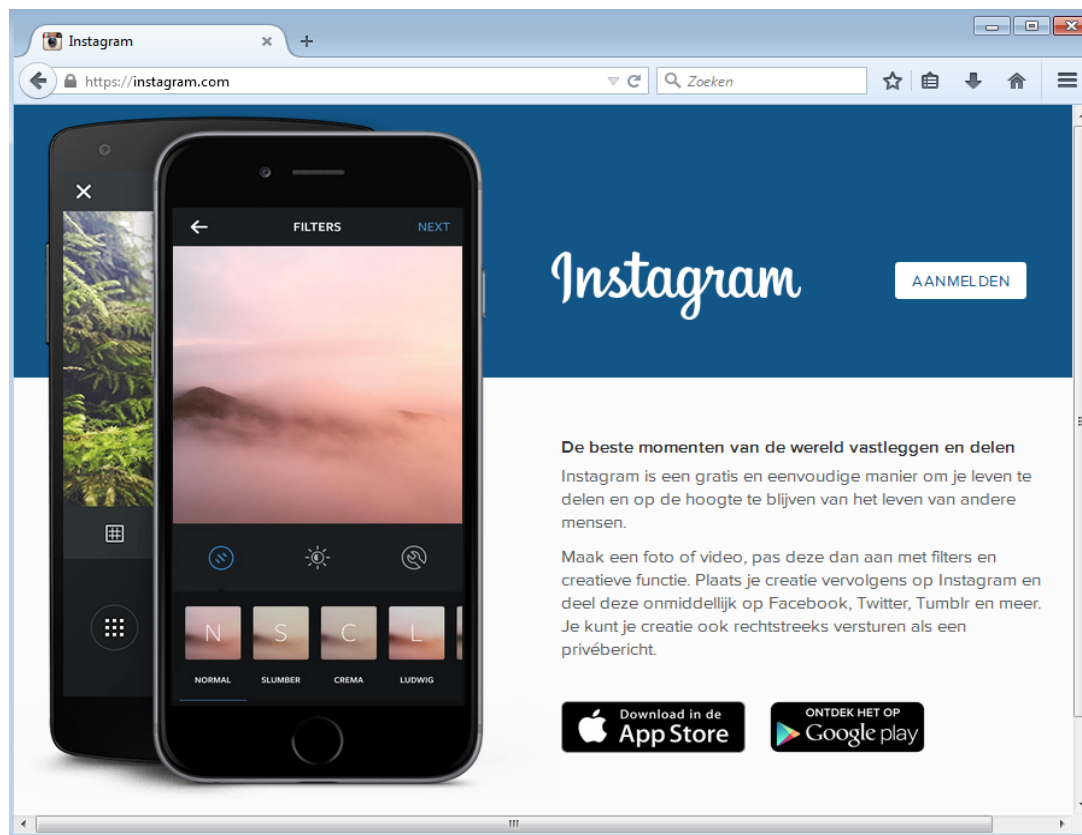 Instagram
https://instagram.com
Zoeken
FILTERS
NEXT
Instagram
AANMELDEN
De beste momenten van de wereld vastleggen en delen
Instagram is een gratis en eenvoudige manier om je leven te
delen en op de hoogte te blijven van het leven van andere
mensen.
Maak een foto of video, pas deze dan aan met filters en
creatieve functie. Plaats je creatie vervolgens op Instagram en
deel deze onmiddellijk op Facebook, Twitter, Tumblr en meer.
Je kunt je creatie ook rechtstreeks versturen als een
privébericht.
N S C L
NORMAL SLUMBER CREMA LUDWIG
Download in de
App Store
ONTDEK HET OP
Google play